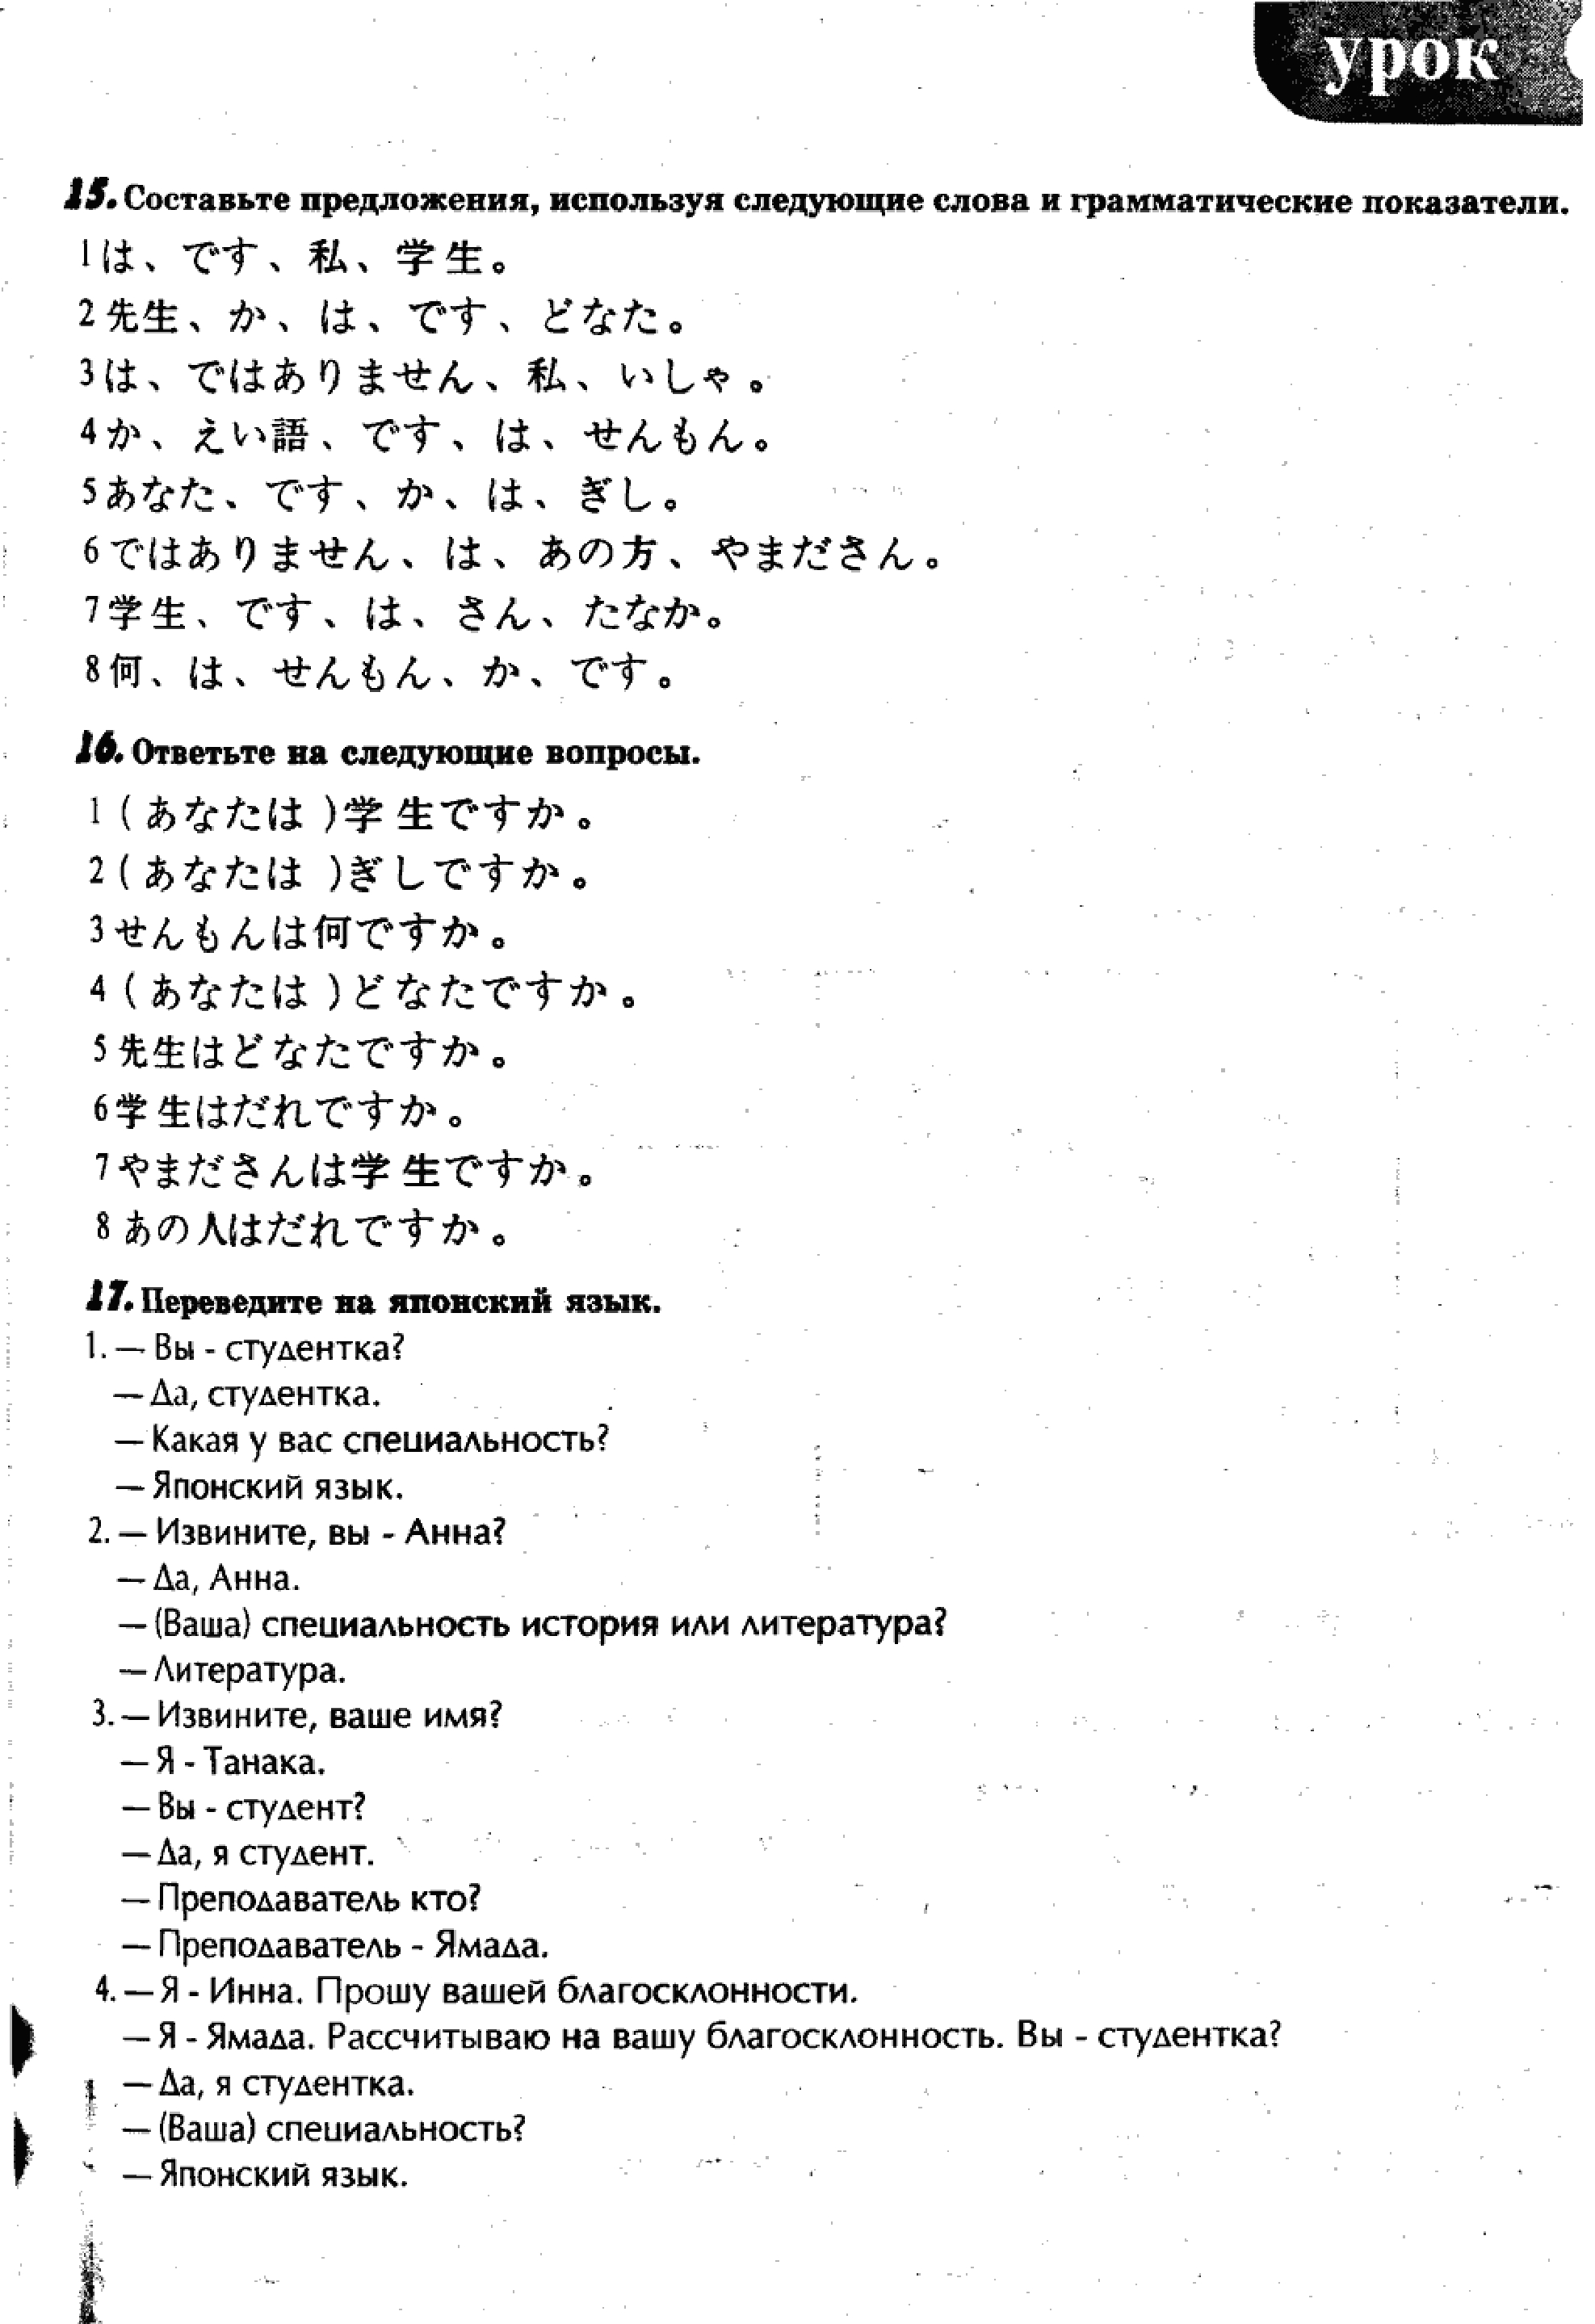 урок
15. Составьте предложения, используя следующие слова и грамматические показатели.
1は、です、私、学生。
2先生、か、は、です、どなた。
3は、ではありません、私、いしゃ。
4か、えい語、です、は、せんもん。
5あなた、です、か、は、ぎし。
6ではありません、は、あの方、やまださん。
7学生、です、は、さん、たなか。
8何、は、せんもん、か、です。
16. Ответьте на следующие вопросы.
1(あなたは)学生ですか。
2(あなたは)ぎしですか。
3せんもんは何ですか。
4(あなたは)どなたですか。
5先生はどなたですか。
6学生はだれですか。
7やまださんは学生ですか。
8あの人はだれですか。
17. Переведите на японский язык.
1. — Вы - студентка?
— Да, студентка.
— Какая у вас специальность?
— Японский язык.
2. — Извините, вы - Анна?
— Да, Анна.
— (Ваша) специальность история или литература?
— Литература.
3. — Извините, ваше имя?
— Я - Танака.
— Вы - студент?
— Да, я студент.
— Преподаватель кто?
— Преподаватель - Ямада.
4. — Я - Инна. Прошу вашей благосклонности.
— Я - Ямада. Рассчитываю на вашу благосклонность. Вы - студентка?
— Да, я студентка.
— (Ваша) специальность?
— Японский язык.